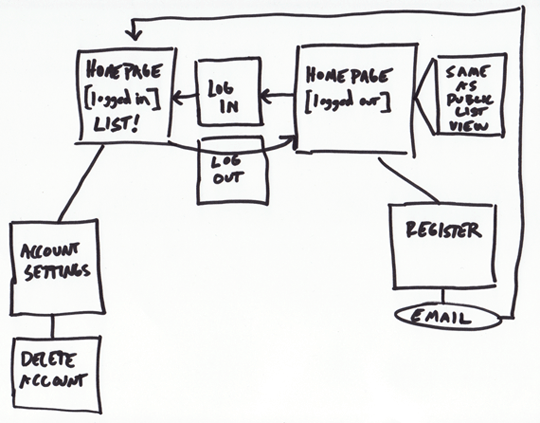 HOMEPAGE
[logged in]
LIST!
LOG
IN
HOMEPAGE
[logged out]
SAME
AS
PUBLIC
LIST
VIEW
LOG
OUT
ACCOUNT
SETTINGS
REGISTER
EMAIL
DELETE
ACCOUNT